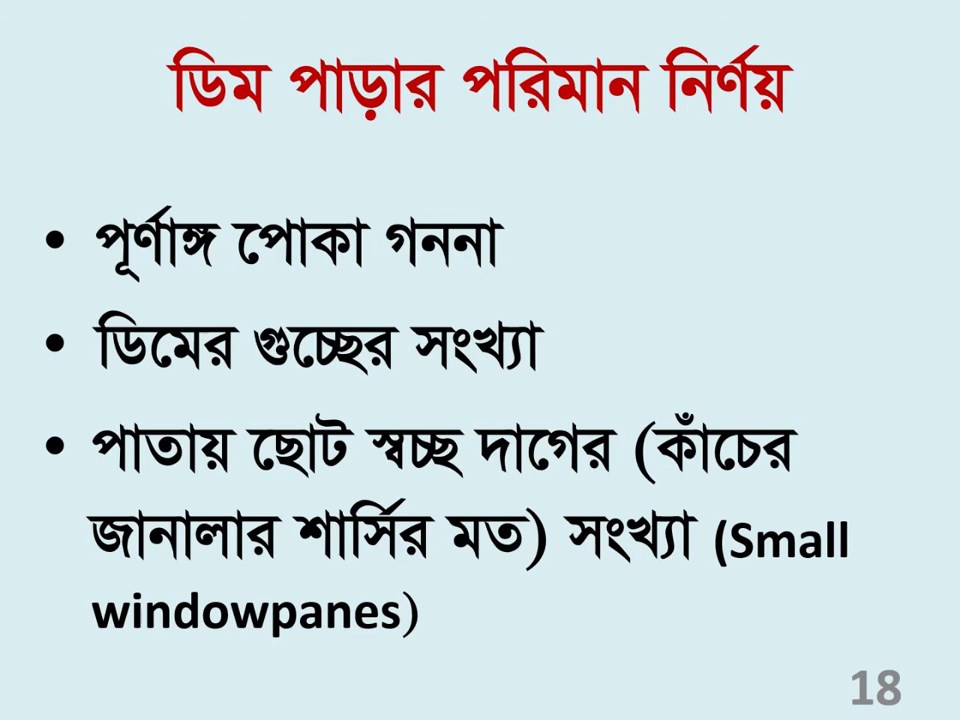 ডিম পাড়ার পরিমান নির্ণয়
• পূর্ণাঙ্গ পোকা গননা
• ডিমের গুচ্ছের সংখ্যা
• পাতায় ছোট স্বচ্ছ দাগের (কাঁচের
জানালার শার্সির মত) সংখ্যা (Small
windowpanes)
18